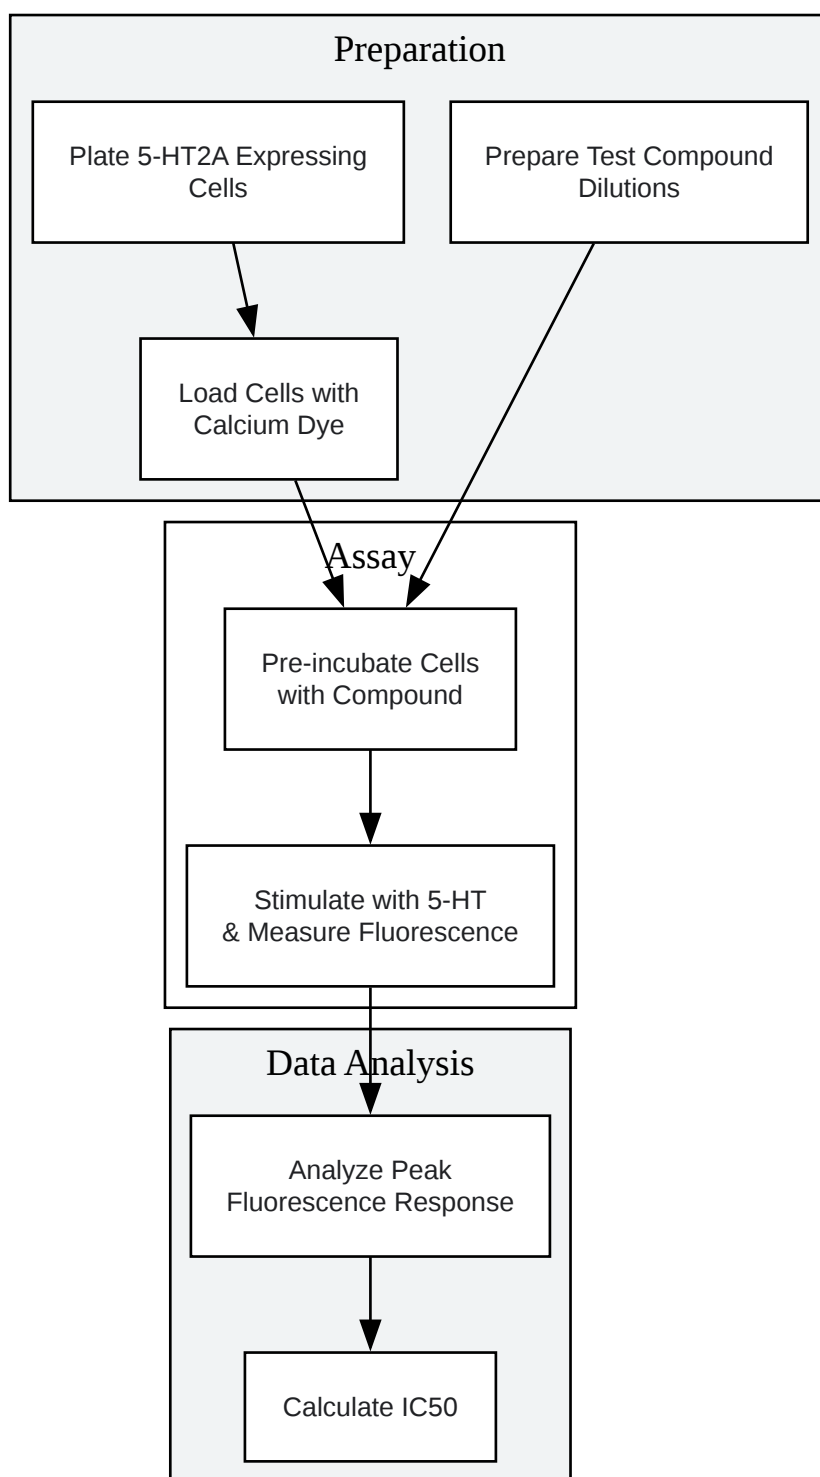 Preparation
Plate 5-HT2A Expressing
Cells
Prepare Test Compound
Dilutions
Load Cells with
Calcium Dye
Assay
Pre-incubate Cells
with Compound
Stimulate with 5-HT
& Measure Fluorescence
Data Analysis
Analyze Peak
Fluorescence Response
Calculate IC50